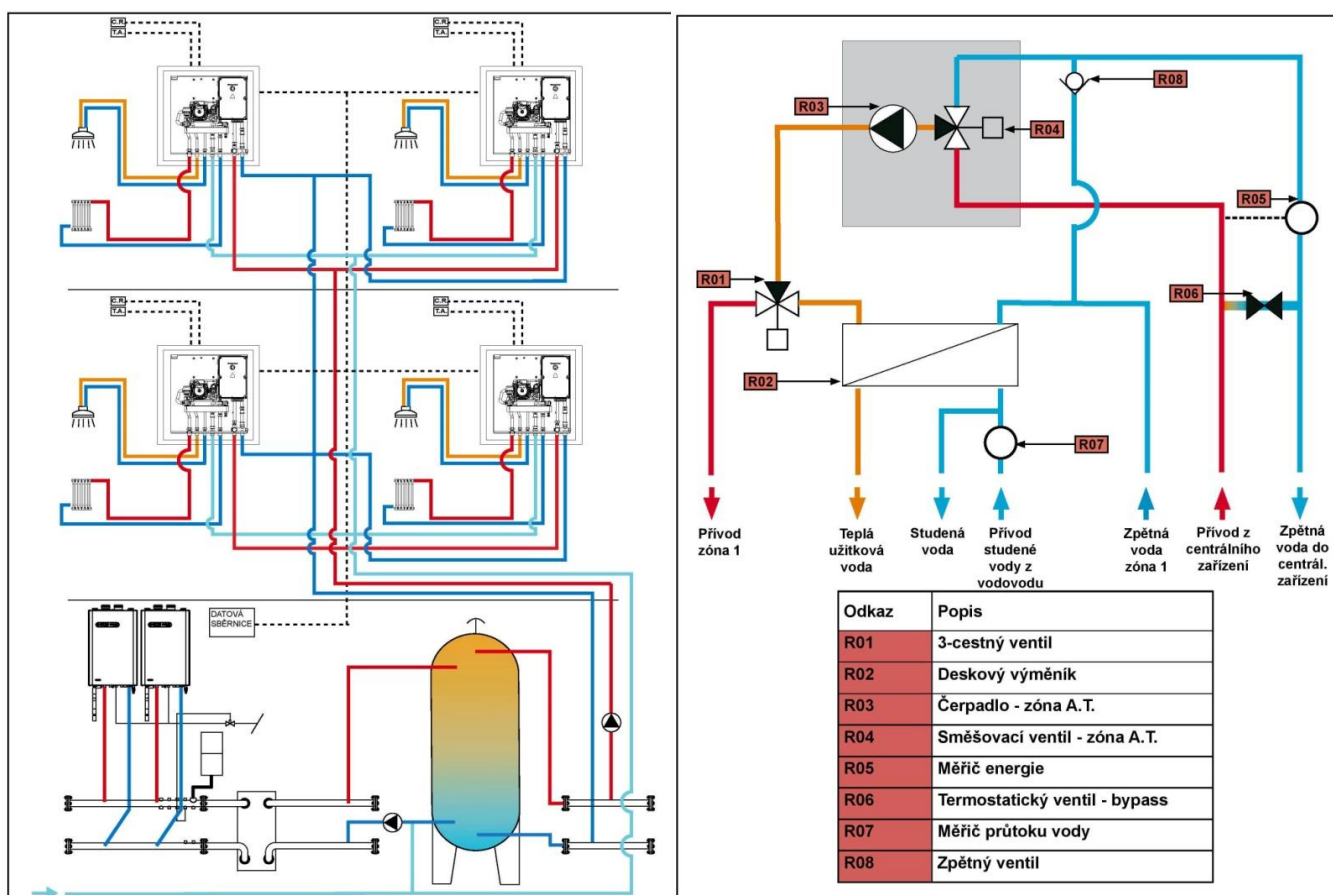 C.R.
T.A.
C.R.
T.A.
C.R.
T.A.
C.R.
T.A.
DATOVÁ
SBĚRNICE
R08
R03
R04
R05
R01
R06
R02
R07
Přívod
zóna 1
Teplá
užitková
voda
Studená
voda
Přívod
studené
vody z
vodovodu
Zpětná
voda
zóna 1
Přívod z
centrálního
zařízení
Zpětná
voda do
centrál.
zařízení
Odkaz Popis
R01 3-cestný ventil
R02 Deskový výměník
R03 Čerpadlo - zóna A.T.
R04 Směšovací ventil - zóna A.T.
R05 Měřič energie
R06 Termostatický ventil - bypass
R07 Měřič průtoku vody
R08 Zpětný ventil